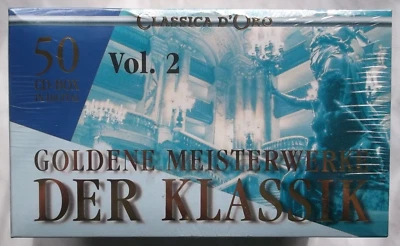 CLASSICA D'ORO
50
Vol. 2
GOLDENE MEISTERWERKE
DER KLASSIK